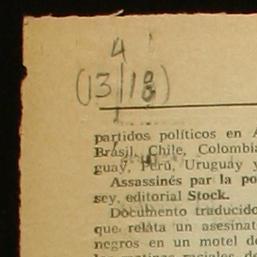 4
(13/18)
partidos políticos en A
Brasil, Chile, Colombia
guay, Perú, Uruguay y
Assassinés par la po
sey, editorial Stock.
Documento traducido
que relata un asesinat
negros en un motel de